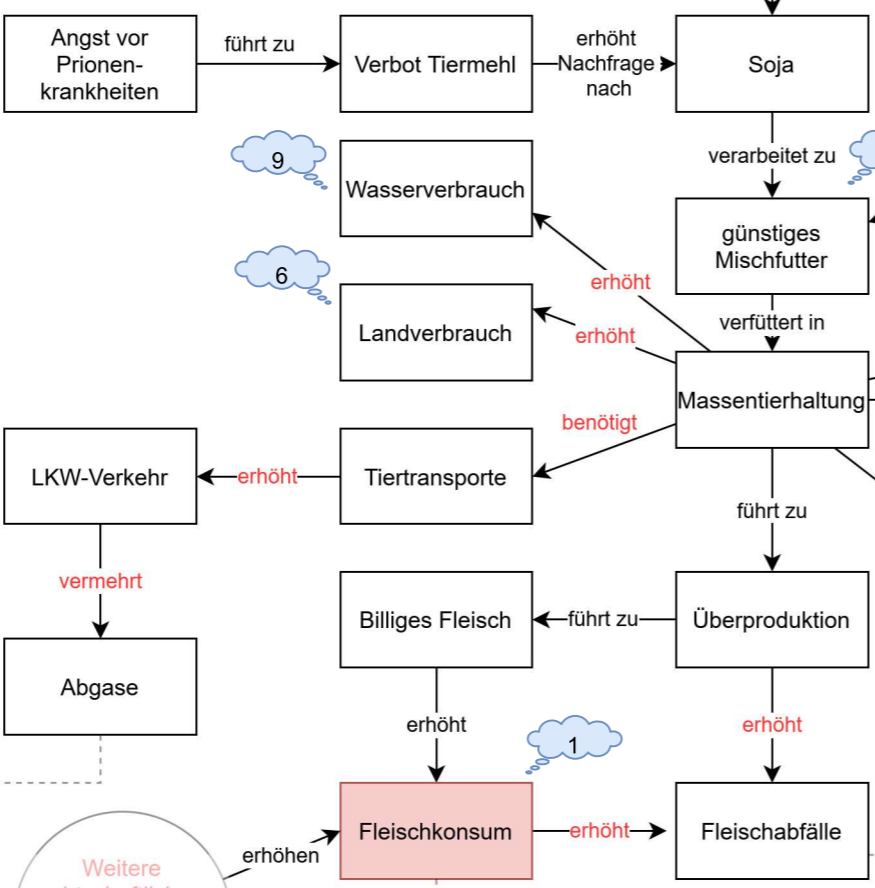 Angst vor
Prionen-
krankheiten
führt zu
Verbot Tiermehl
erhöht
Nachfrage
nach
Soja
verarbeitet zu
9
Wasserverbrauch
günstiges
Mischfutter
6
erhöht
Landverbrauch
erhöht
verfüttert in
Massentierhaltung
benötigt
LKW-Verkehr
erhöht
Tiertransporte
führt zu
vermehrt
Billiges Fleisch
führt zu
Überproduktion
Abgase
erhöht
1
erhöht
Fleischkonsum
erhöht
Fleischabfälle
erhöhen
Weitere